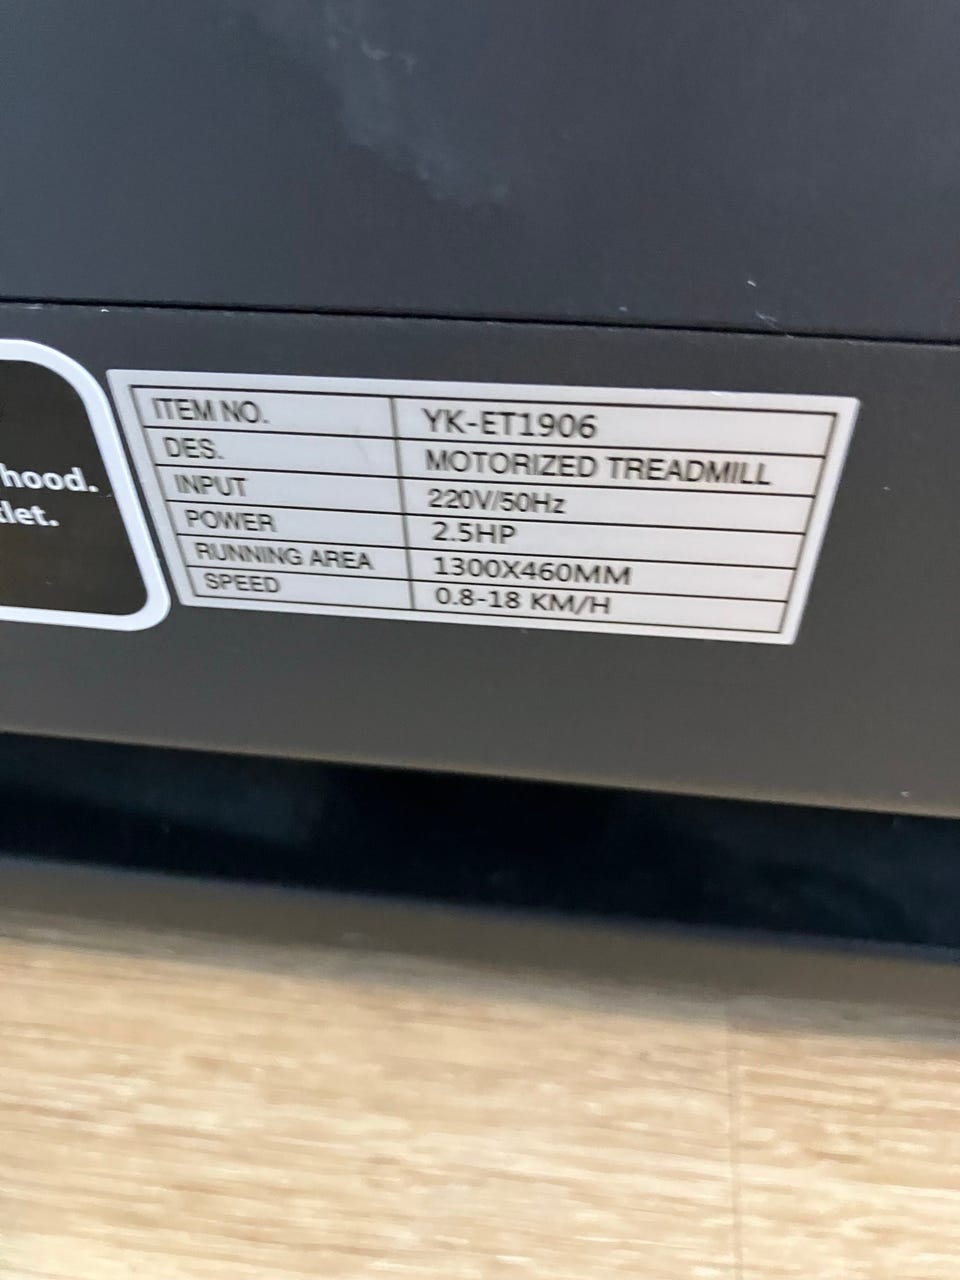 hood.
ITEM NO. YK-ET1906
DES. MOTORIZED TREADMILL
INPUT 220V/50Hz
POWER 2.5HP
RUNNING AREA 1300X460MM
SPEED 0.8-18 KM/H